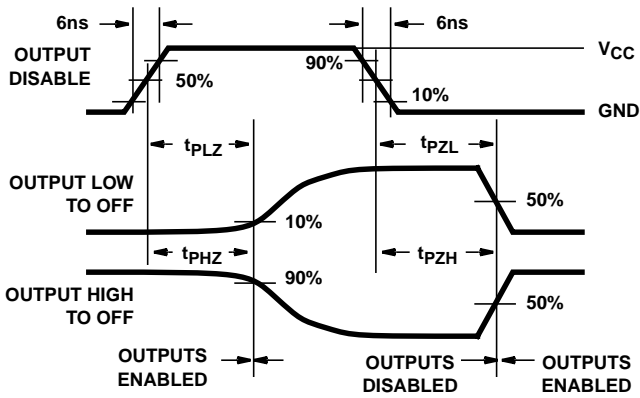 6ns
6ns
OUTPUT
DISABLE
50%
90%
10%
VCC
GND
tPLZ
tPZL
OUTPUT LOW
TO OFF
10%
50%
tPHZ
tPZH
OUTPUT HIGH
TO OFF
90%
50%
OUTPUTS
ENABLED
OUTPUTS
DISABLED
OUTPUTS
ENABLED